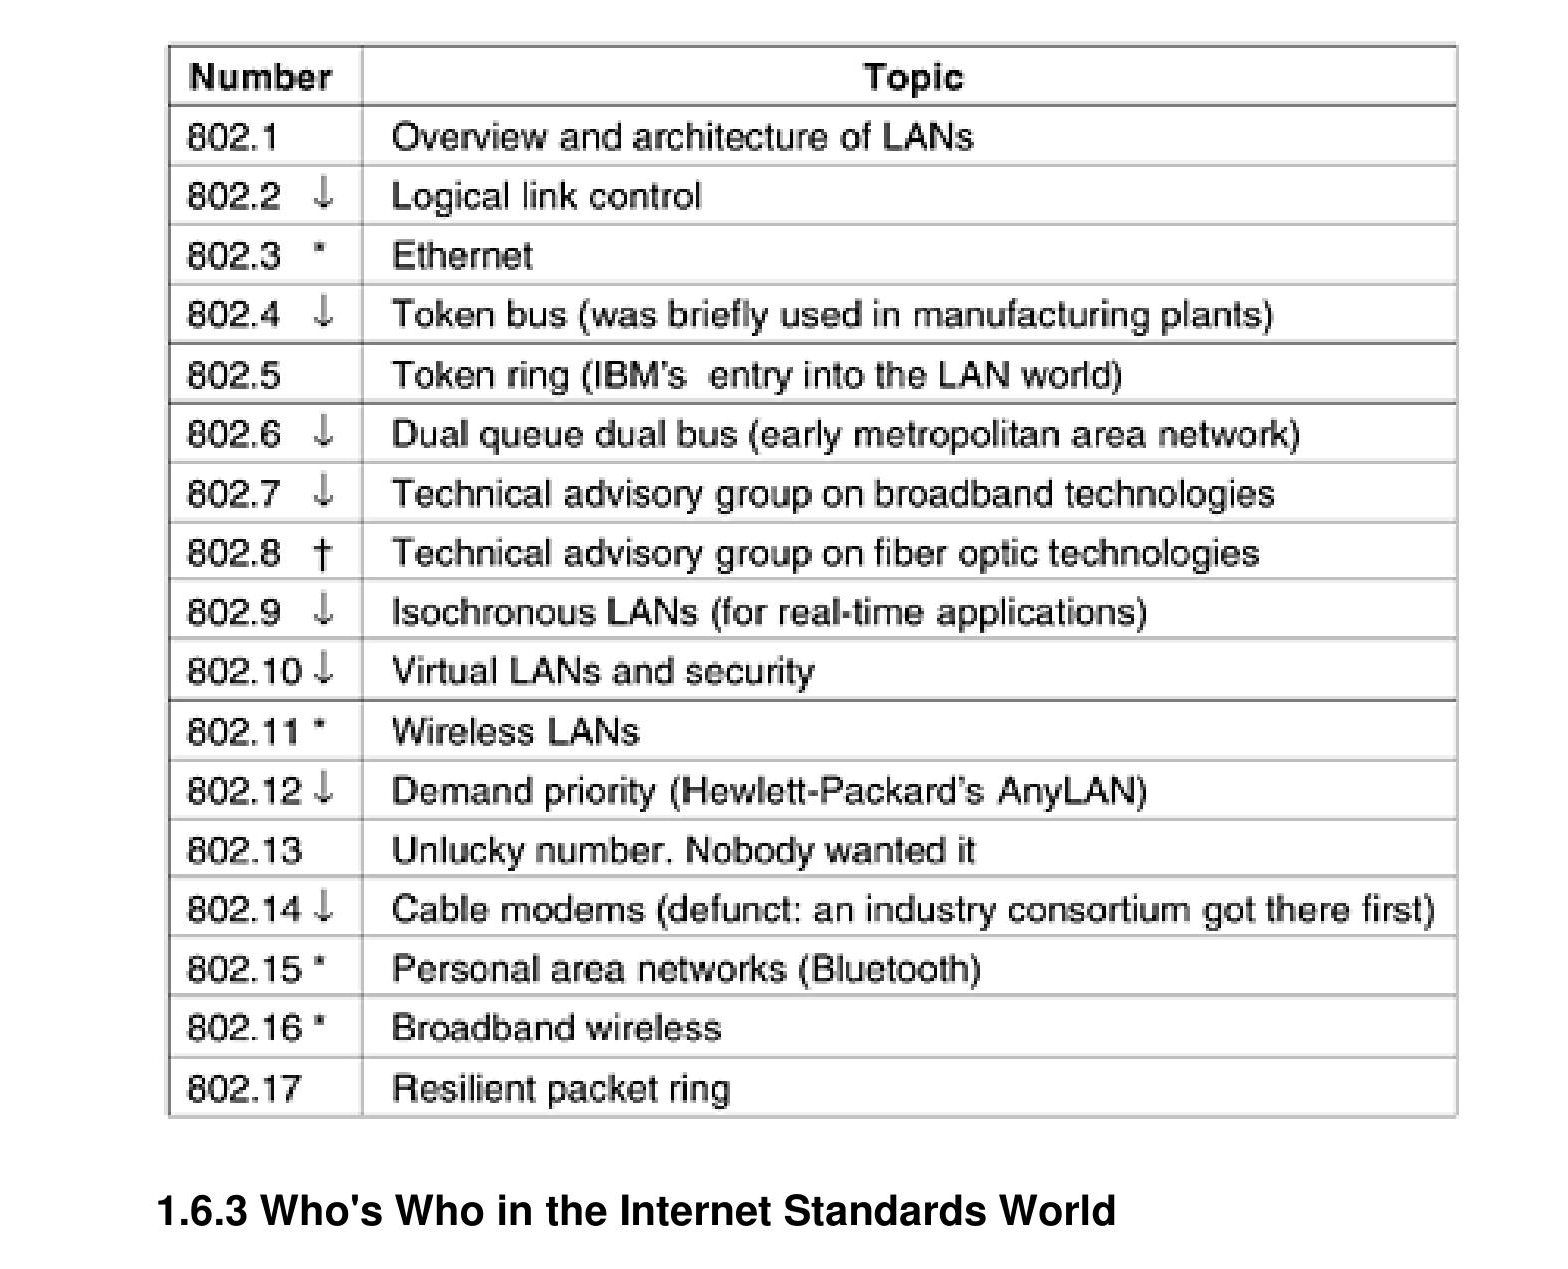 Number Topic
802.1 Overview and architecture of LANs
802.2 ↓ Logical link control
802.3 * Ethernet
802.4 ↓ Token bus (was briefly used in manufacturing plants)
802.5 Token ring (IBM's entry into the LAN world)
802.6 ↓ Dual queue dual bus (early metropolitan area network)
802.7 ↓ Technical advisory group on broadband technologies
802.8 † Technical advisory group on fiber optic technologies
802.9 ↓ Isochronous LANs (for real-time applications)
802.10 ↓ Virtual LANs and security
802.11 * Wireless LANs
802.12 ↓ Demand priority (Hewlett-Packard's AnyLAN)
802.13 Unlucky number. Nobody wanted it
802.14 ↓ Cable modems (defunct: an industry consortium got there first)
802.15 * Personal area networks (Bluetooth)
802.16 * Broadband wireless
802.17 Resilient packet ring
1.6.3 Who's Who in the Internet Standards World